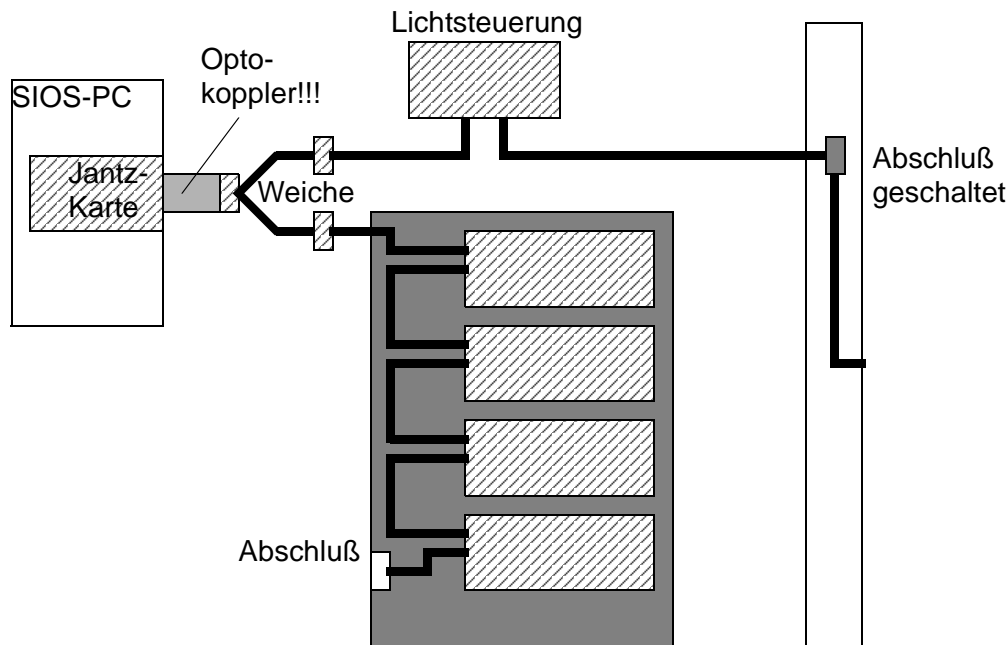 Lichtsteuerung
Opto-
koppler!!!
SIOS-PC
Jantz-
Karte
Weiche
Abschluß
geschaltet
Abschluß